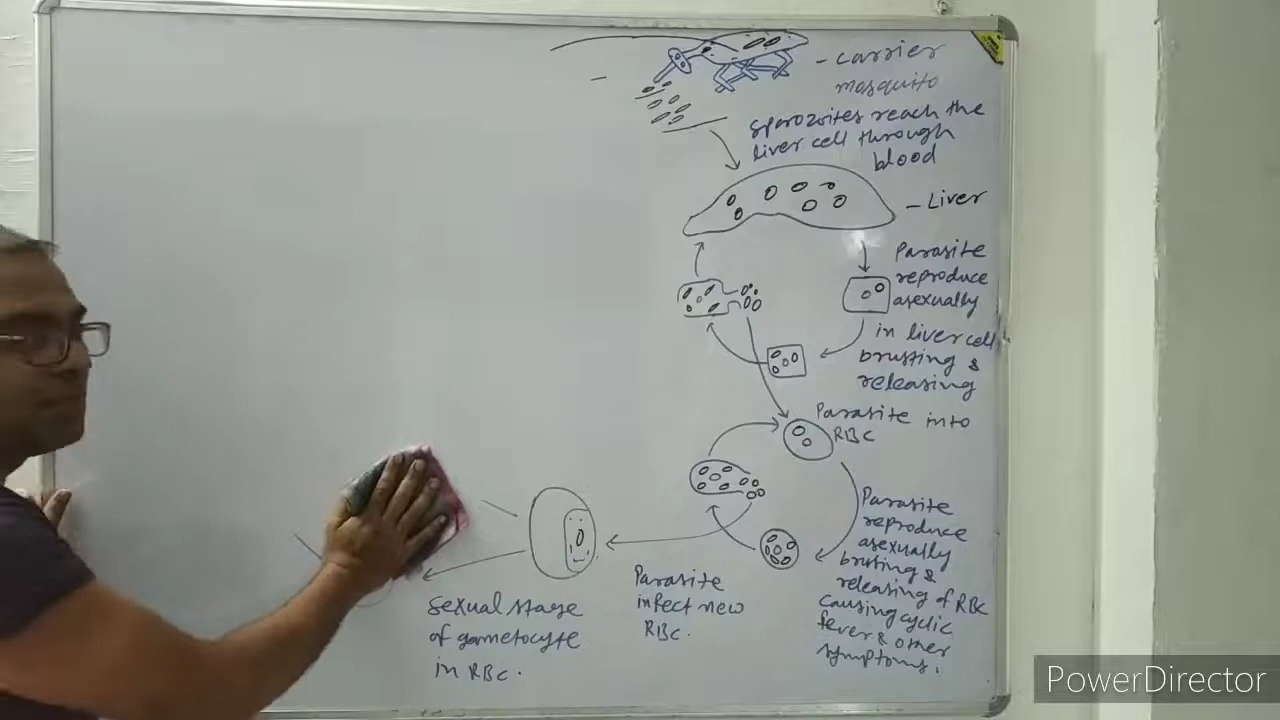 - carrier
mosquito
sporozoites reach the
liver cell through
blood
- Liver
Parasite
reproduce
asexually
in liver cell
brusting &
releasing
Parasite into
RBC
Parasite
reproduce
asexually
brusting &
releasing of RBC
causing cyclic
fever & other
symptoms.
Parasite
infect new
RBC.
sexual stage
of gametocyte
in RBC.
PowerDirector